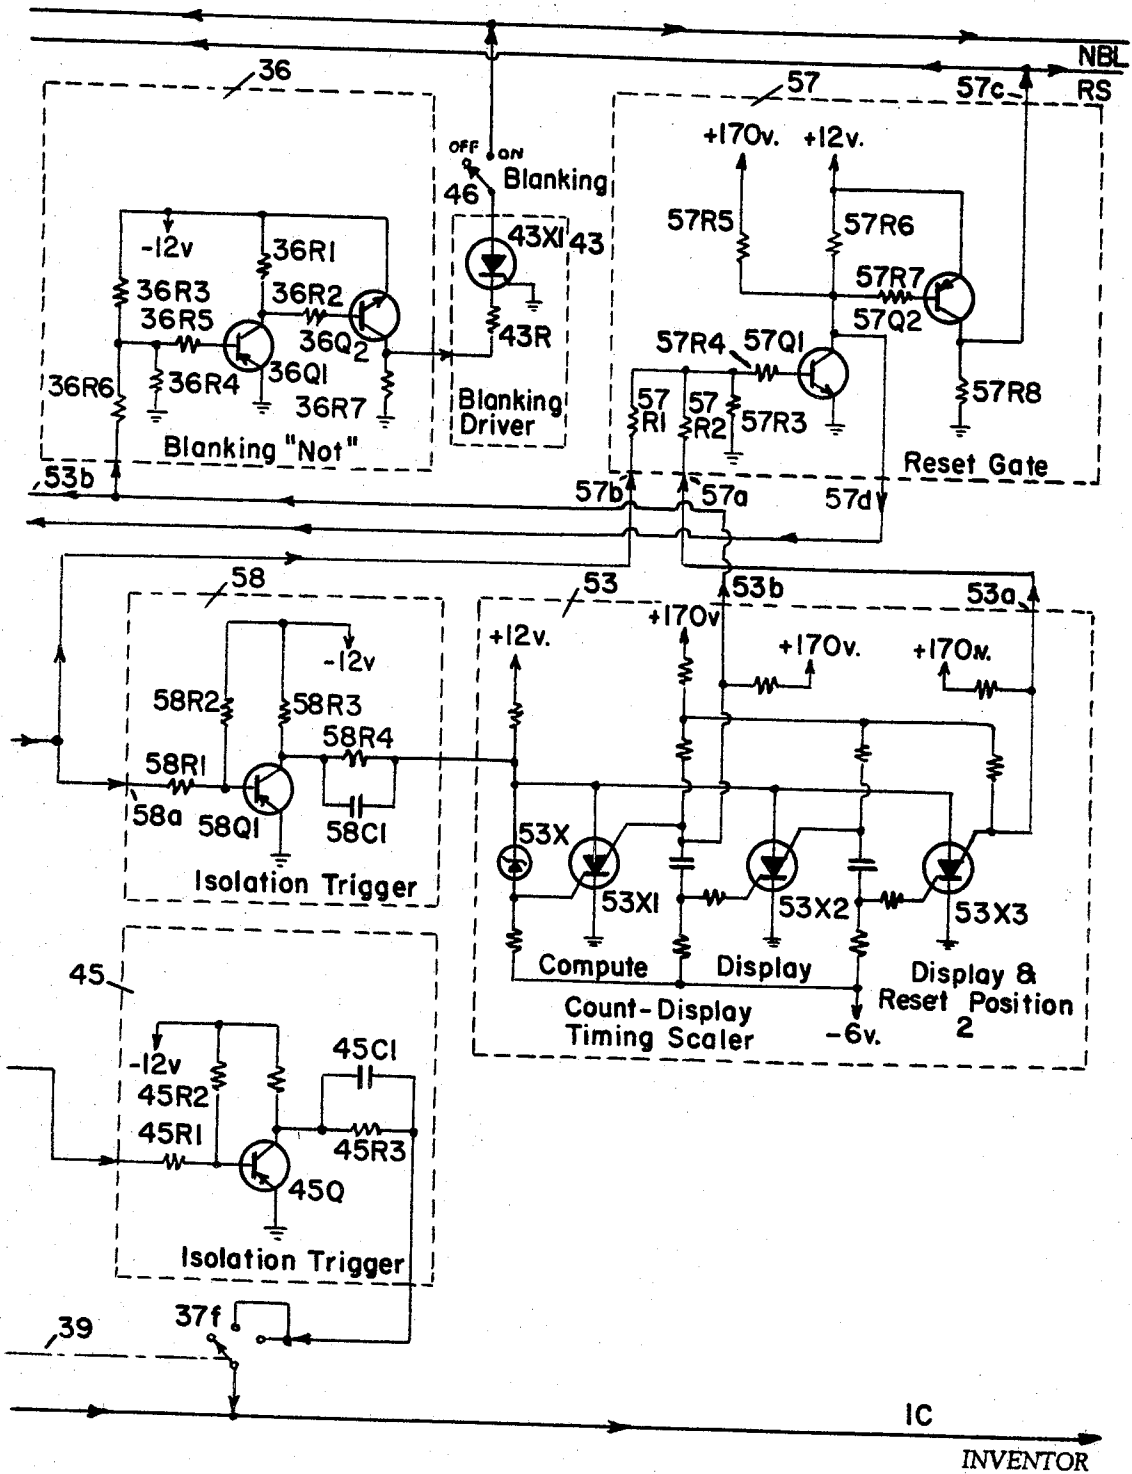 NBL
RS
36
57
57c
+170v.
+12v.
OFF
ON
Blanking
46
-12v
36R1
43X1
43
57R5
57R6
36R3
36R2
57R7
36R5
36Q2
43R
57Q2
57R4
57Q1
36R6
36R4
36Q1
36R7
57R8
Blanking
Driver
57
R1
57
R2
57R3
Blanking "Not"
Reset Gate
53b
57b
57a
57d
58
53
53b
53a
+12v.
+170v
+170v.
+170v.
-12v
58R2
58R3
58R4
58R1
58a
58Q1
58C1
53X
53X1
53X2
53X3
Isolation Trigger
Compute
Display
Display &
Reset Position
2
Count-Display
Timing Scaler
-6v.
45
-12v
45C1
45R2
45R1
45R3
45Q
Isolation Trigger
37f
39
IC
INVENTOR